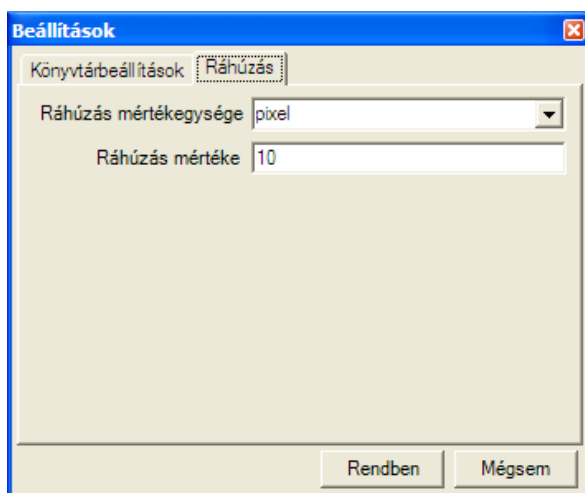 Beállítások
Könyvtárbeállítások Ráhúzás
Ráhúzás mértékegysége pixel
Ráhúzás mértéke 10
Rendben Mégsem